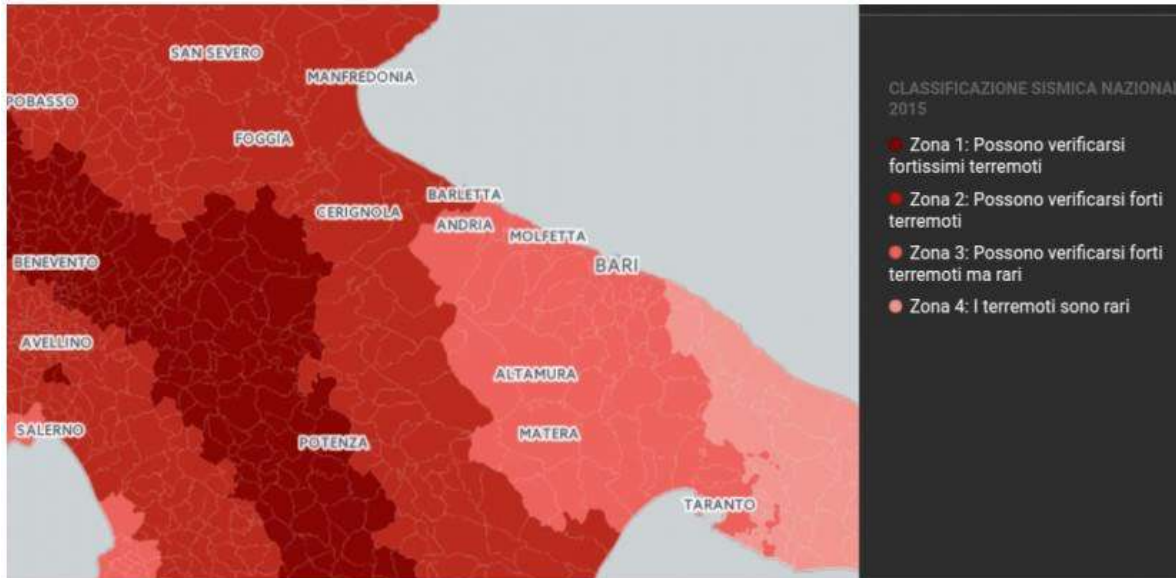 SAN SEVERO
MANFREDONIA
POBASSO
FOGGIA
BARLETTA
CERIGNOLA
ANDRIA
MOLFETTA
BENEVENTO
BARI
AVELLINO
ALTAMURA
SALERNO
POTENZA
MATERA
TARANTO
CLASSIFICAZIONE SISMICA NAZIONAL
2015
Zona 1: Possono verificarsi
fortissimi terremoti
Zona 2: Possono verificarsi forti
terremoti
Zona 3: Possono verificarsi forti
terremoti ma rari
Zona 4: I terremoti sono rari